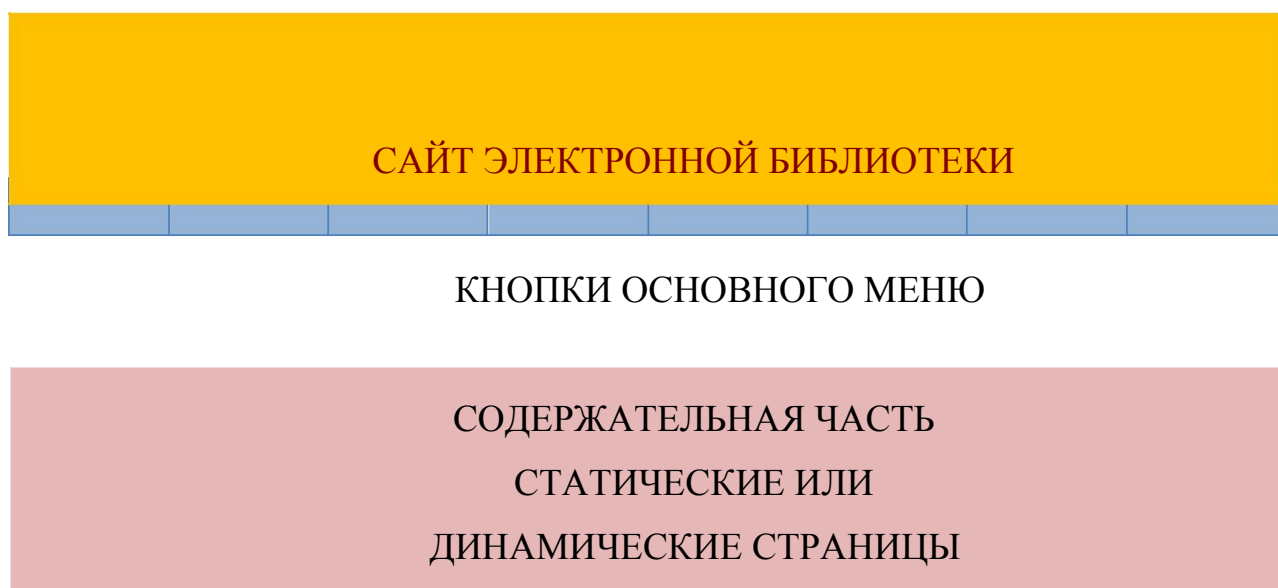 САЙТ ЭЛЕКТРОННОЙ БИБЛИОТЕКИ
КНОПКИ ОСНОВНОГО МЕНЮ
СОДЕРЖАТЕЛЬНАЯ ЧАСТЬ
СТАТИЧЕСКИЕ ИЛИ
ДИНАМИЧЕСКИЕ СТРАНИЦЫ